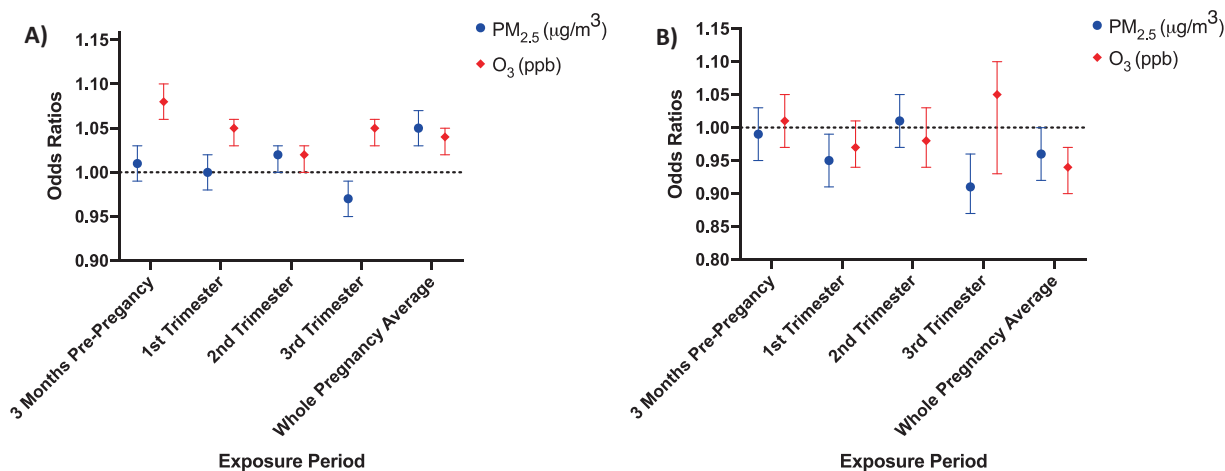 A)
PM2.5 (μg/m3)
O3 (ppb)
Odds Ratios
1.15
1.10
1.05
1.00
0.95
0.90
3 Months Pre-Pregancy
1st Trimester
2nd Trimester
3rd Trimester
Whole Pregnancy Average
Exposure Period
B)
PM2.5 (μg/m3)
O3 (ppb)
Odds Ratios
1.15
1.10
1.05
1.00
0.95
0.90
0.85
0.80
3 Months Pre-Pregancy
1st Trimester
2nd Trimester
3rd Trimester
Whole Pregnancy Average
Exposure Period